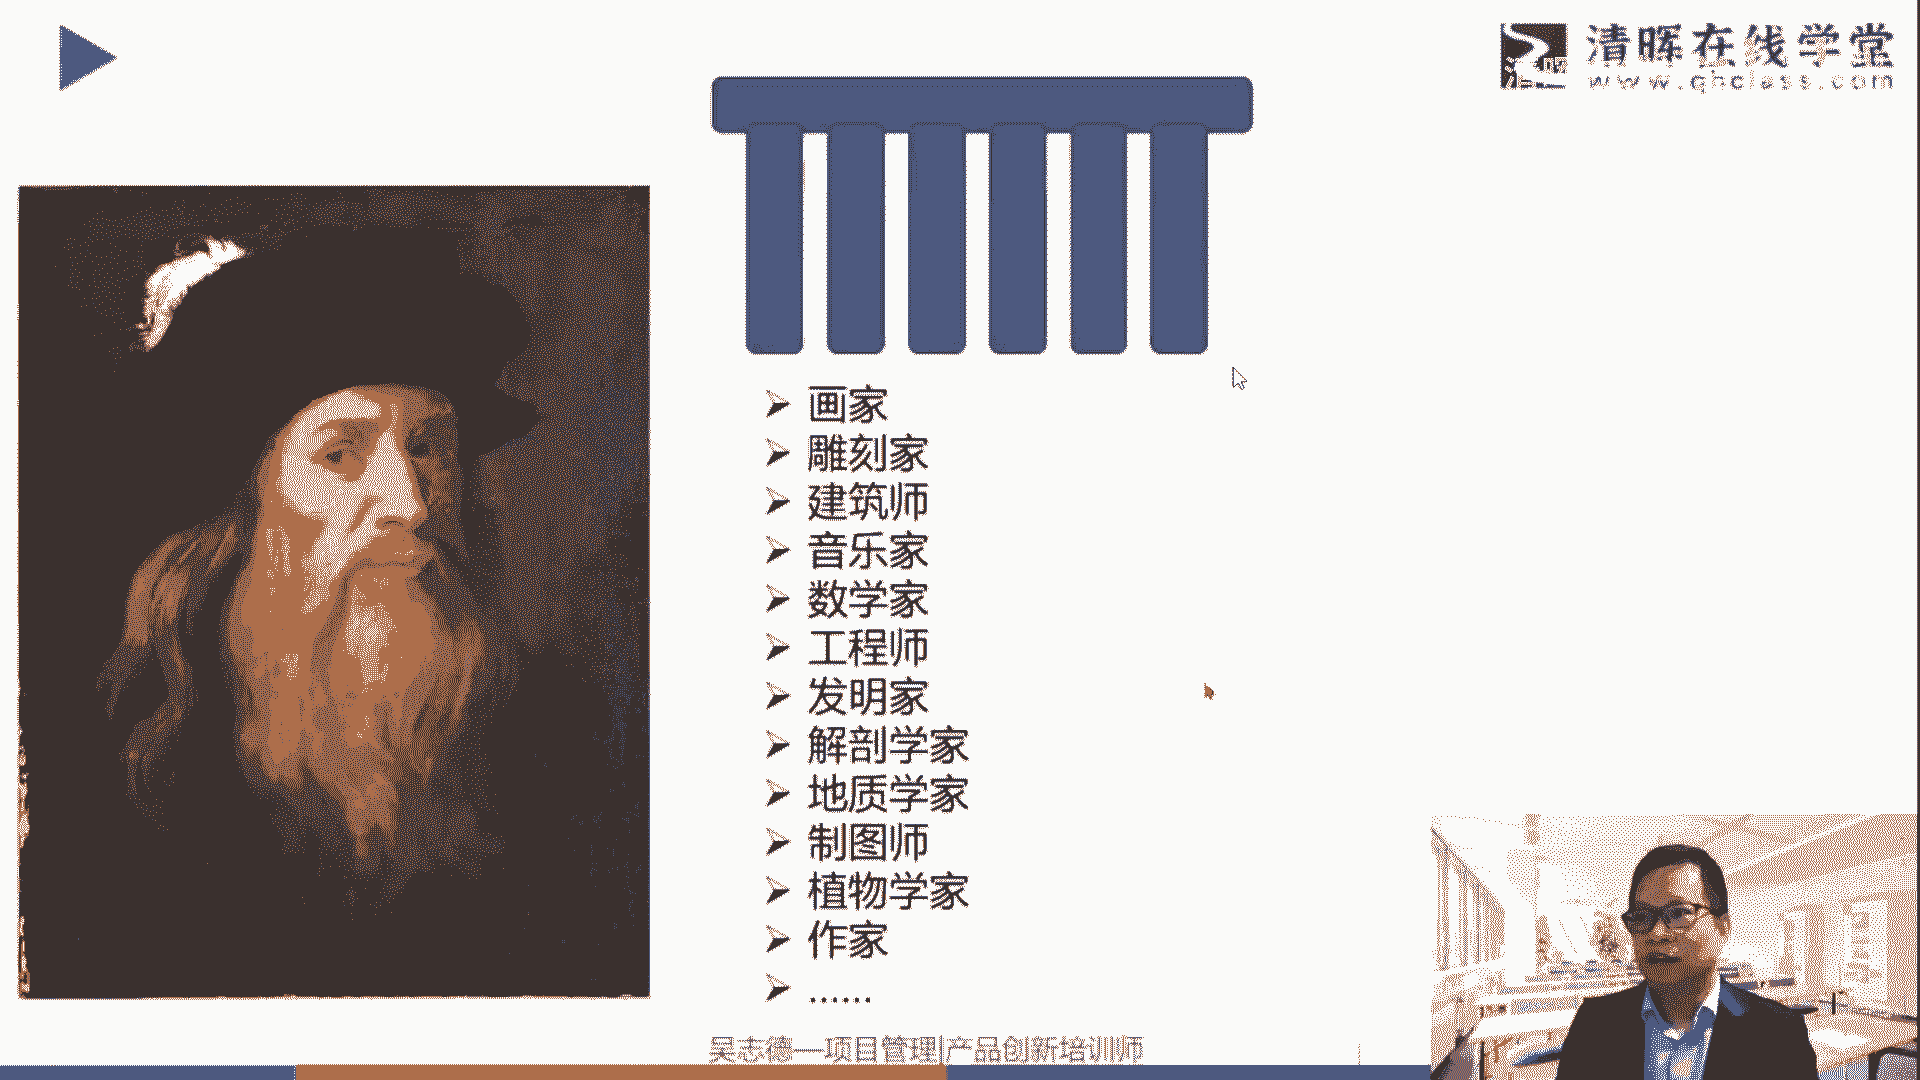 清晖在线学堂
www.qhclass.com
画家
雕刻家
建筑师
音乐家
数学家
工程师
发明家
解剖学家
地质学家
制图师
植物学家
作家
......
吴志德—项目管理|产品创新培训师